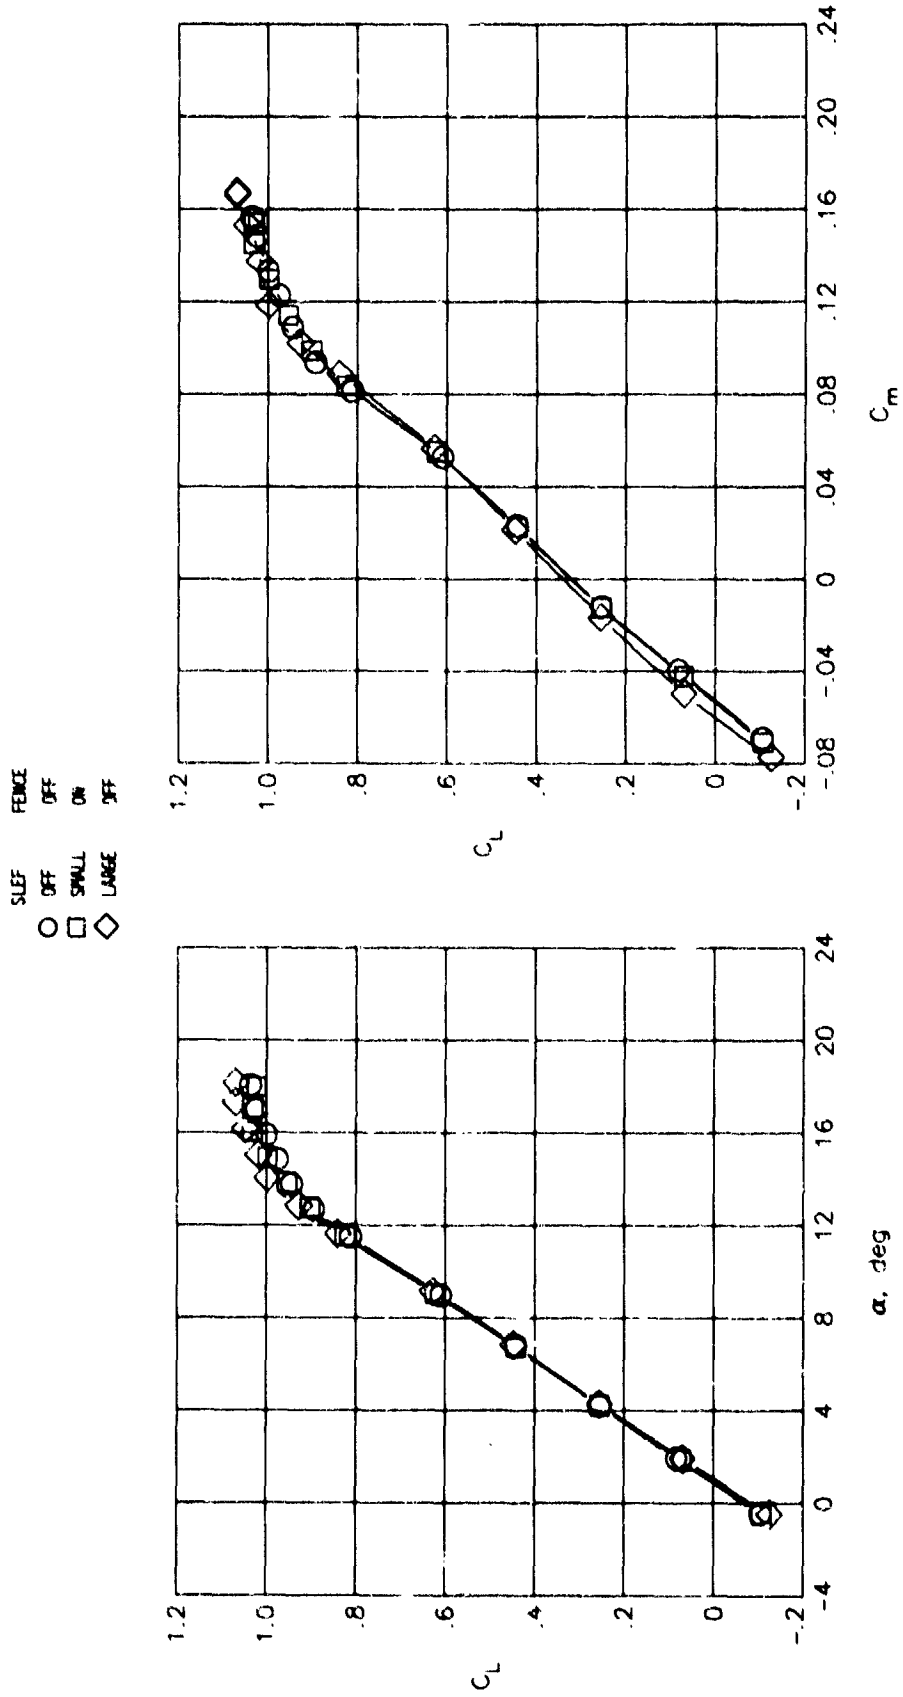 SLEF FENCE
OFF OFF
SMALL ON
LARGE OFF
1.2
1.0
.8
.6
.4
.2
0
-.2
C_L
-4 0 4 8 12 16 20 24
α, deg
1.2
1.0
.8
.6
.4
.2
0
-.2
C_L
-.08 -.04 0 .04 .08 .12 .16 .20 .24
C_m